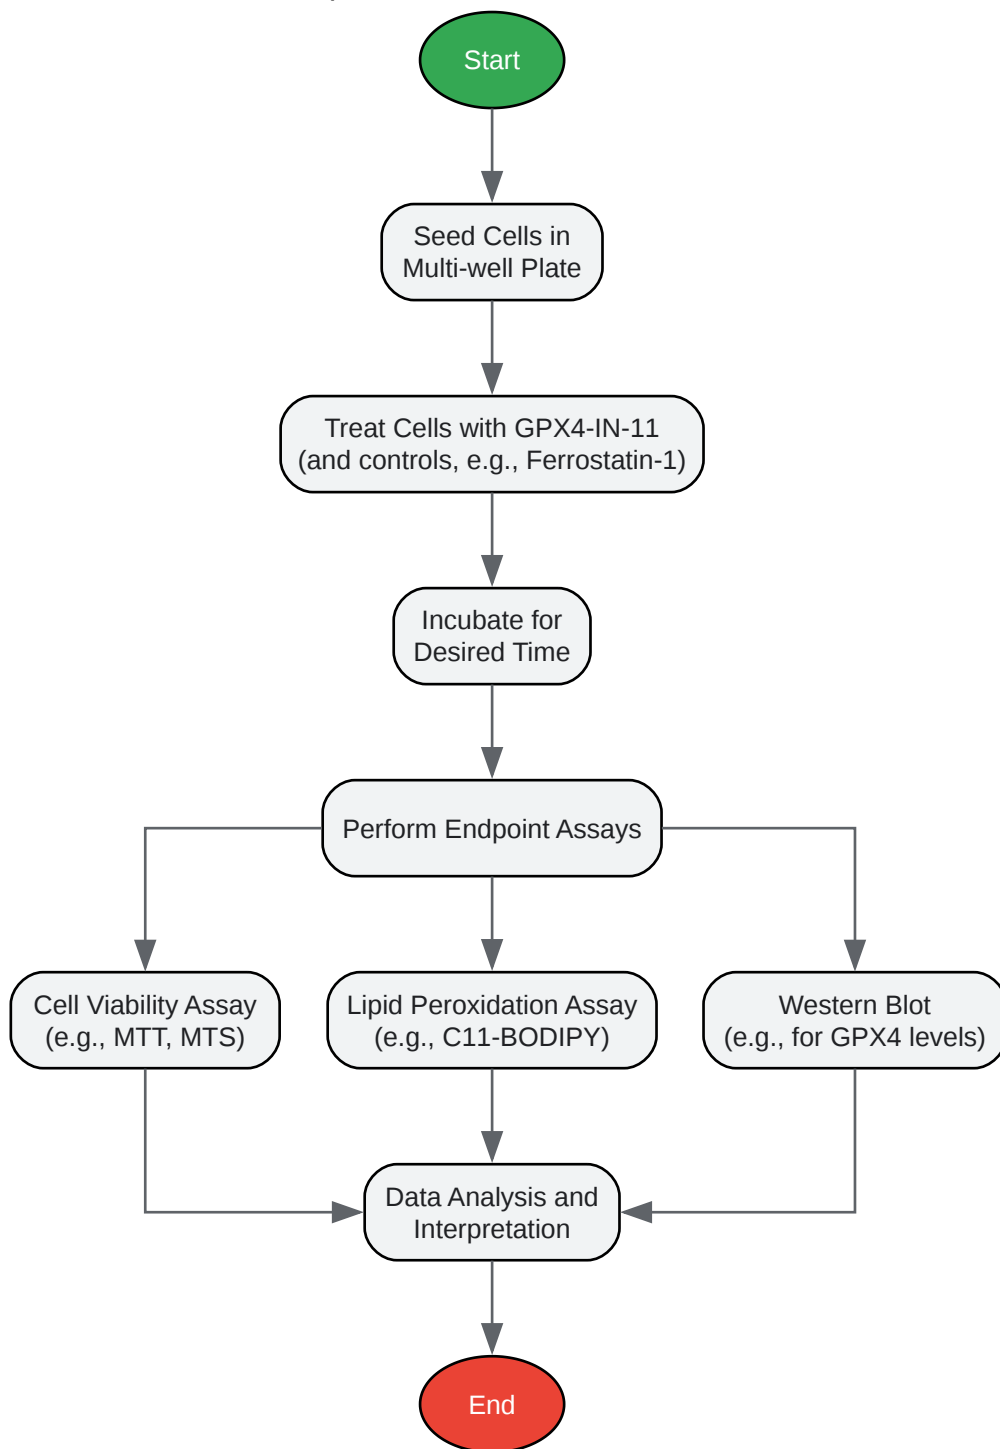 Start
Seed Cells in
Multi-well Plate
Treat Cells with GPX4-IN-11
(and controls, e.g., Ferrostatin-1)
Incubate for
Desired Time
Perform Endpoint Assays
Cell Viability Assay
(e.g., MTT, MTS)
Lipid Peroxidation Assay
(e.g., C11-BODIPY)
Western Blot
(e.g., for GPX4 levels)
Data Analysis and
Interpretation
End